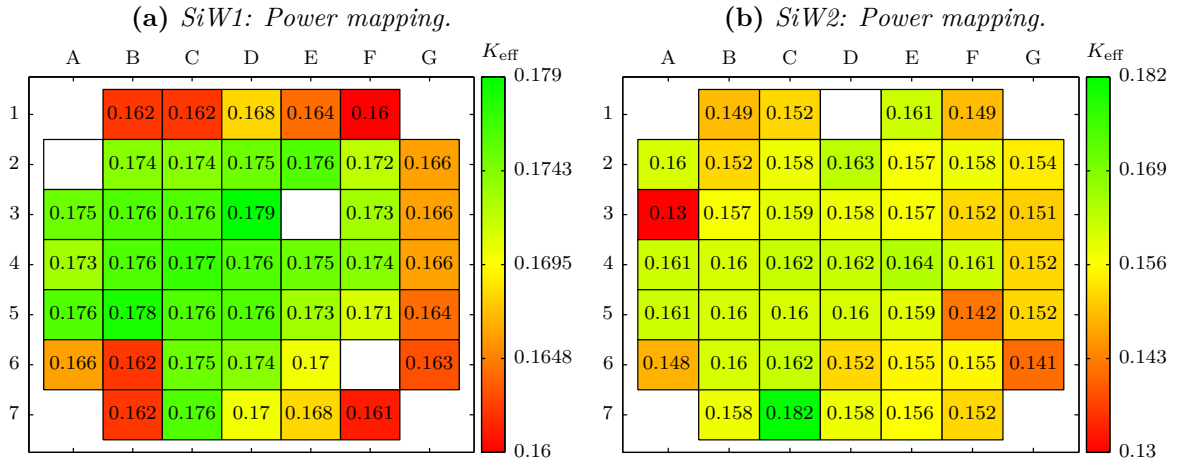 (a) SiW1: Power mapping.
A B C D E F G
K_eff
1 0.162 0.162 0.168 0.164 0.16
2 0.174 0.174 0.175 0.176 0.172 0.166
3 0.175 0.176 0.176 0.179 0.173 0.166
4 0.173 0.176 0.177 0.176 0.175 0.174 0.166
5 0.176 0.178 0.176 0.176 0.173 0.171 0.164
6 0.166 0.162 0.175 0.174 0.17 0.163
7 0.162 0.176 0.17 0.168 0.161
0.179
0.1743
0.1695
0.1648
0.16
(b) SiW2: Power mapping.
A B C D E F G
K_eff
1 0.149 0.152 0.161 0.149
2 0.16 0.152 0.158 0.163 0.157 0.158 0.154
3 0.13 0.157 0.159 0.158 0.157 0.152 0.151
4 0.161 0.16 0.162 0.162 0.164 0.161 0.152
5 0.161 0.16 0.16 0.16 0.159 0.142 0.152
6 0.148 0.16 0.162 0.152 0.155 0.155 0.141
7 0.158 0.182 0.158 0.156 0.152
0.182
0.169
0.156
0.143
0.13